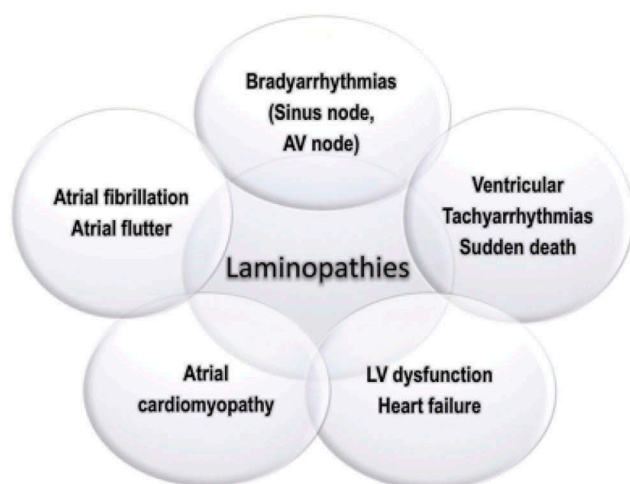 Bradyarrhythmias
(Sinus node,
AV node)
Atrial fibrillation
Atrial flutter
Ventricular
Tachyarrhythmias
Sudden death
Laminopathies
Atrial
cardiomyopathy
LV dysfunction
Heart failure